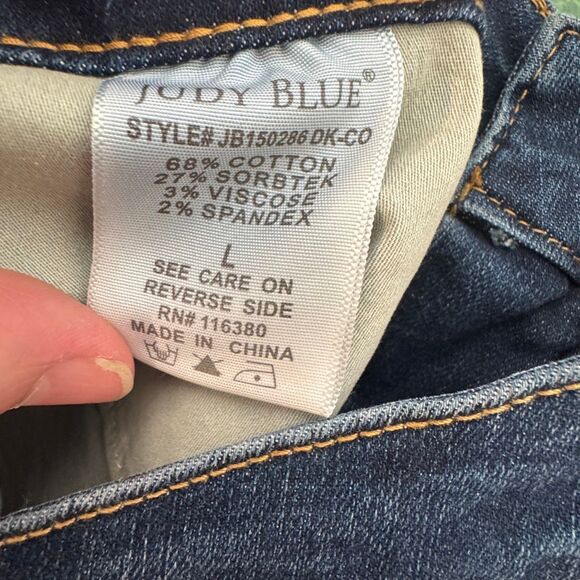 JUDY BLUE®
STYLE# JB150286 DK-CO
68% COTTON
27% SORBTEK
3% VISCOSE
2% SPANDEX
L
SEE CARE ON
REVERSE SIDE
RN# 116380
MADE IN CHINA